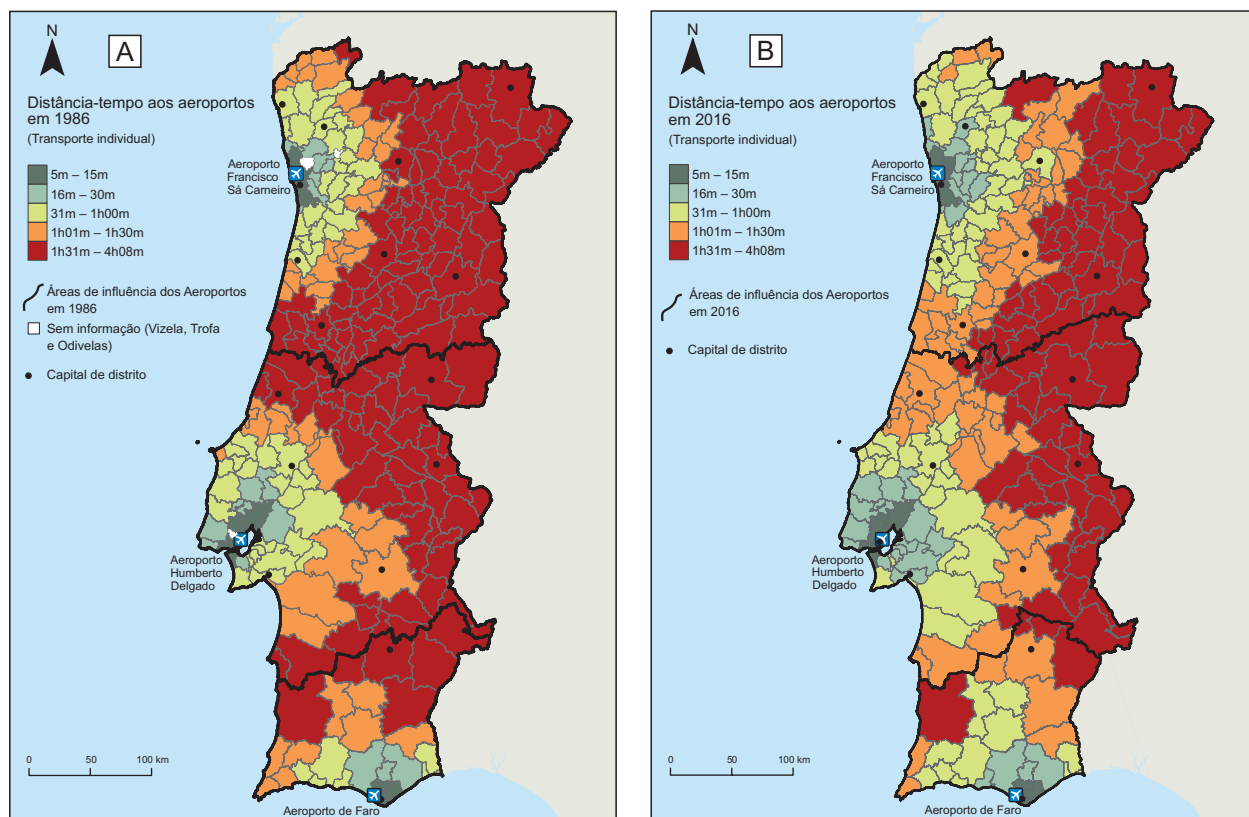 N
A
Distância-tempo aos aeroportos
em 1986
(Transporte individual)
5m – 15m
16m – 30m
31m – 1h00m
1h01m – 1h30m
1h31m – 4h08m
Áreas de influência dos Aeroportos
em 1986
Sem informação (Vizela, Trofa
e Odivelas)
Capital de distrito
Aeroporto
Francisco
Sá Carneiro
Aeroporto
Humberto
Delgado
Aeroporto de Faro
0 50 100 km
N
B
Distância-tempo aos aeroportos
em 2016
(Transporte individual)
5m – 15m
16m – 30m
31m – 1h00m
1h01m – 1h30m
1h31m – 4h08m
Áreas de influência dos Aeroportos
em 2016
Capital de distrito
Aeroporto
Francisco
Sá Carneiro
Aeroporto
Humberto
Delgado
Aeroporto de Faro
0 50 100 km